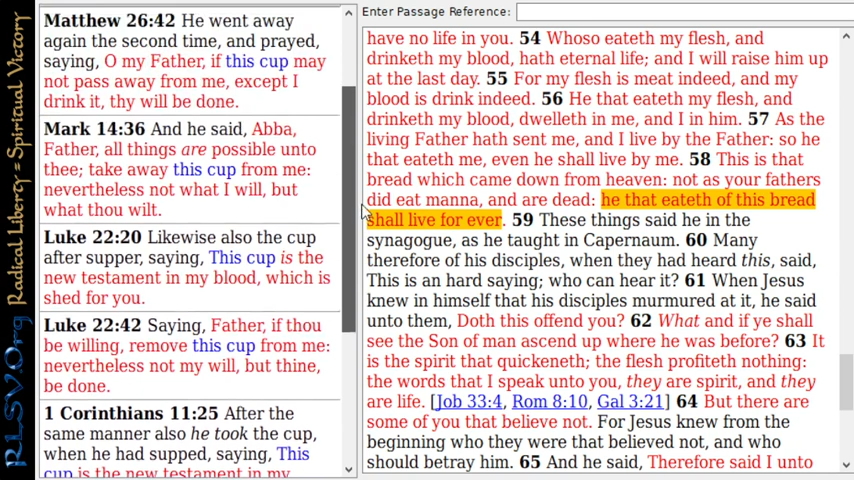 RLSV.Org Radical Liberty = Spiritual Victory
Matthew 26:42 He went away
again the second time, and prayed,
saying, O my Father, if this cup may
not pass away from me, except I
drink it, thy will be done.
Mark 14:36 And he said, Abba,
Father, all things are possible unto
thee; take away this cup from me:
nevertheless not what I will, but
what thou wilt.
Luke 22:20 Likewise also the cup
after supper, saying, This cup is the
new testament in my blood, which is
shed for you.
Luke 22:42 Saying, Father, if thou
be willing, remove this cup from me:
nevertheless not my will, but thine,
be done.
1 Corinthians 11:25 After the
same manner also he took the cup,
when he had supped, saying, This
cup is the new testament in my
Enter Passage Reference:
have no life in you. 54 Whoso eateth my flesh, and
drinketh my blood, hath eternal life; and I will raise him up
at the last day. 55 For my flesh is meat indeed, and my
blood is drink indeed. 56 He that eateth my flesh, and
drinketh my blood, dwelleth in me, and I in him. 57 As the
living Father hath sent me, and I live by the Father: so he
that eateth me, even he shall live by me. 58 This is that
bread which came down from heaven: not as your fathers
did eat manna, and are dead: he that eateth of this bread
shall live for ever. 59 These things said he in the
synagogue, as he taught in Capernaum. 60 Many
therefore of his disciples, when they had heard this, said,
This is an hard saying; who can hear it? 61 When Jesus
knew in himself that his disciples murmured at it, he said
unto them, Doth this offend you? 62 What and if ye shall
see the Son of man ascend up where he was before? 63 It
is the spirit that quickeneth; the flesh profiteth nothing:
the words that I speak unto you, they are spirit, and they
are life. [Job 33:4, Rom 8:10, Gal 3:21] 64 But there are
some of you that believe not. For Jesus knew from the
beginning who they were that believed not, and who
should betray him. 65 And he said, Therefore said I unto